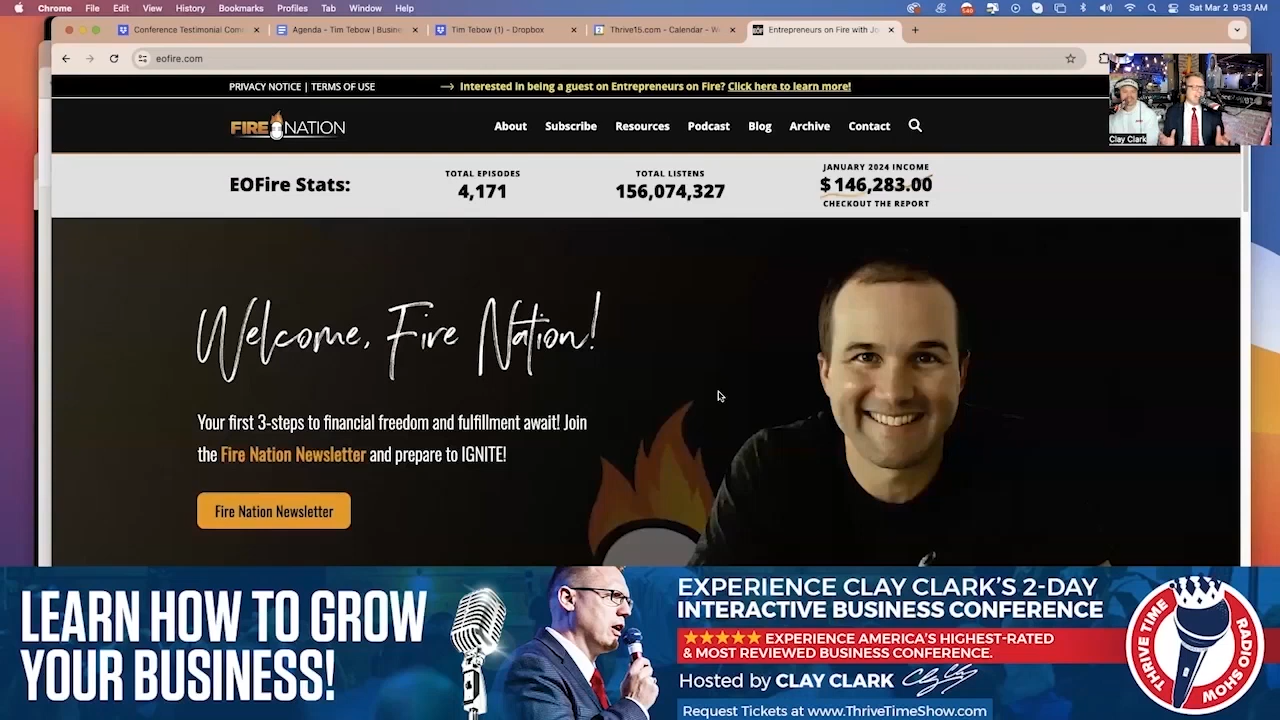 Chrome File Edit View History Bookmarks Profiles Tab Window Help
Sat Mar 2 9:33 AM
Conference Testimonial Com
Agenda - Tim Tebow | Busine
Tim Tebow (1) - Dropbox
Thrive15.com - Calendar - W
Entrepreneurs on Fire with Jo
eofire.com
PRIVACY NOTICE | TERMS OF USE
Interested in being a guest on Entrepreneurs on Fire? Click here to learn more!
FIRE NATION
About Subscribe Resources Podcast Blog Archive Contact
Clay Clark
EOFire Stats:
TOTAL EPISODES
4,171
TOTAL LISTENS
156,074,327
JANUARY 2024 INCOME
$146,283.00
CHECKOUT THE REPORT
Welcome, Fire Nation!
Your first 3-steps to financial freedom and fulfillment await! Join
the Fire Nation Newsletter and prepare to IGNITE!
Fire Nation Newsletter
LEARN HOW TO GROW
YOUR BUSINESS!
EXPERIENCE CLAY CLARK'S 2-DAY
INTERACTIVE BUSINESS CONFERENCE
EXPERIENCE AMERICA'S HIGHEST-RATED
& MOST REVIEWED BUSINESS CONFERENCE.
Hosted by CLAY CLARK
Request Tickets at www.ThriveTimeShow.com
THRIVE TIME
RADIO SHOW